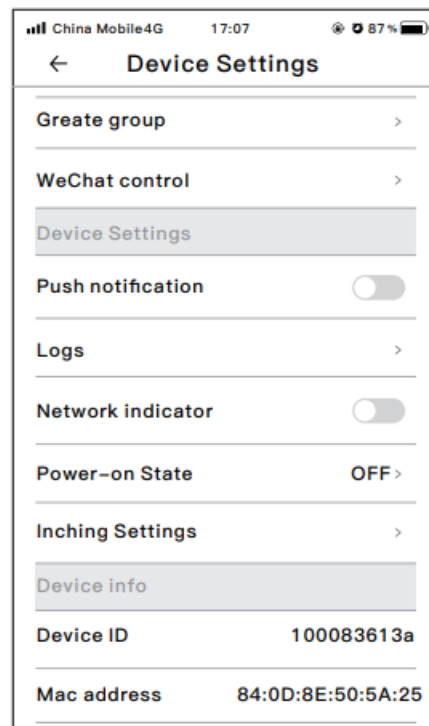 China Mobile4G 17:07 87%
← Device Settings
Greate group >
WeChat control >
Device Settings
Push notification
Logs >
Network indicator
Power-on State OFF>
Inching Settings >
Device info
Device ID 100083613a
Mac address 84:0D:8E:50:5A:25